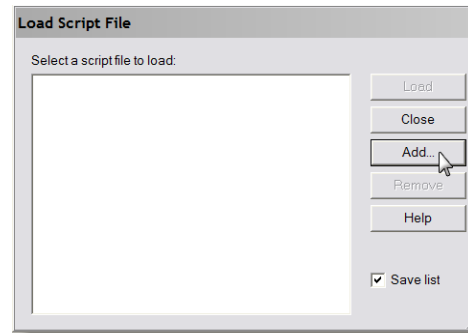 Load Script File
Select a script file to load:
Load
Close
Add...
Remove
Help
Save list